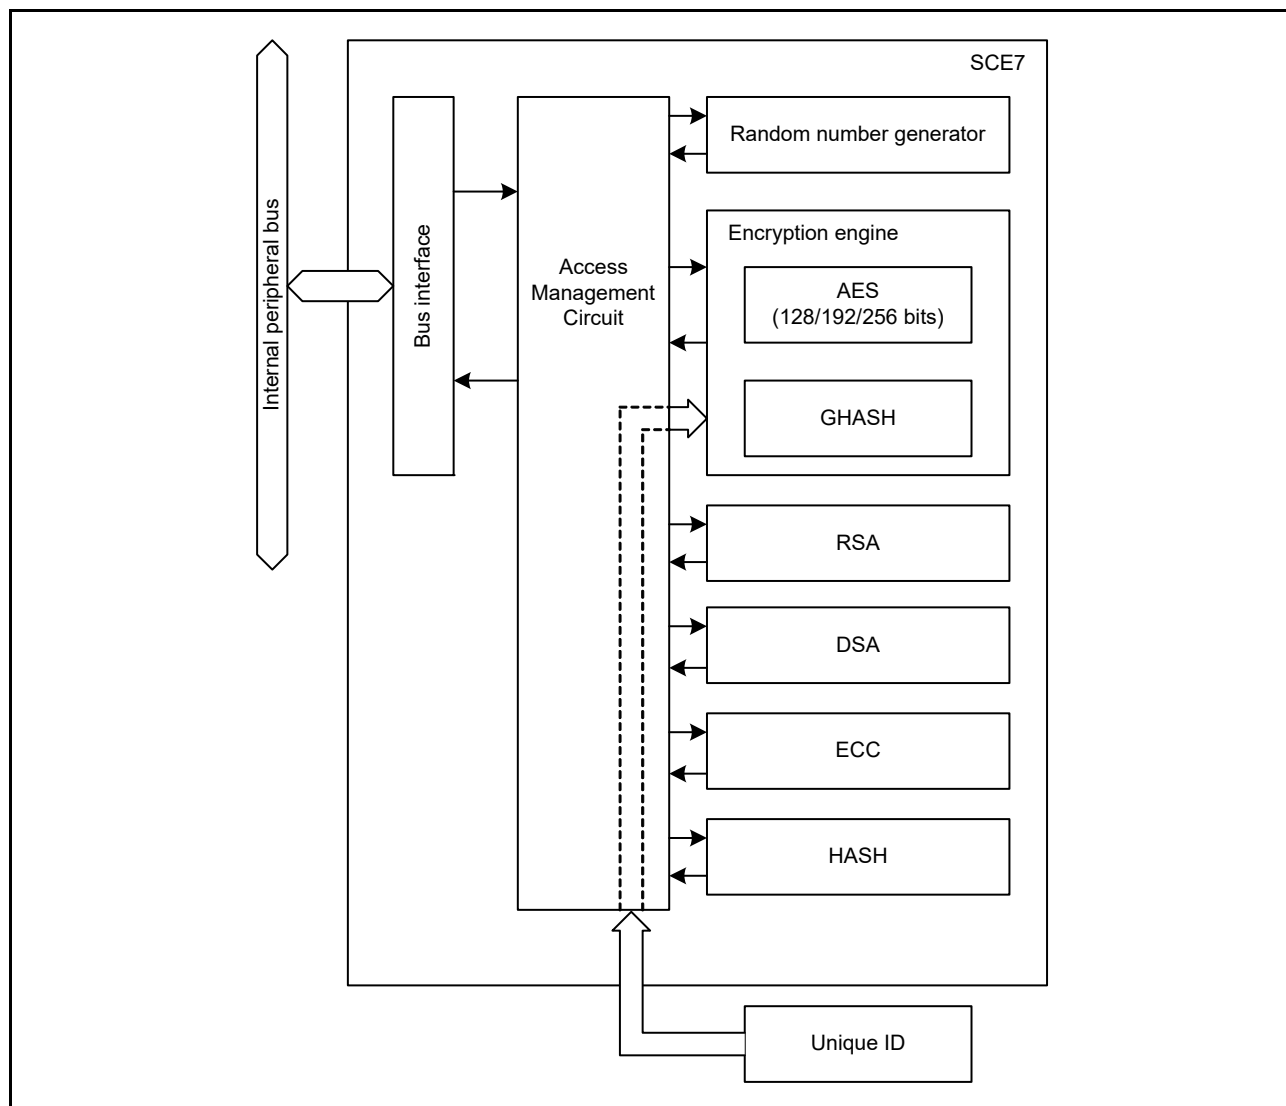 SCE7
Internal peripheral bus
Bus interface
Access
Management
Circuit
Random number generator
Encryption engine
AES
(128/192/256 bits)
GHASH
RSA
DSA
ECC
HASH
Unique ID